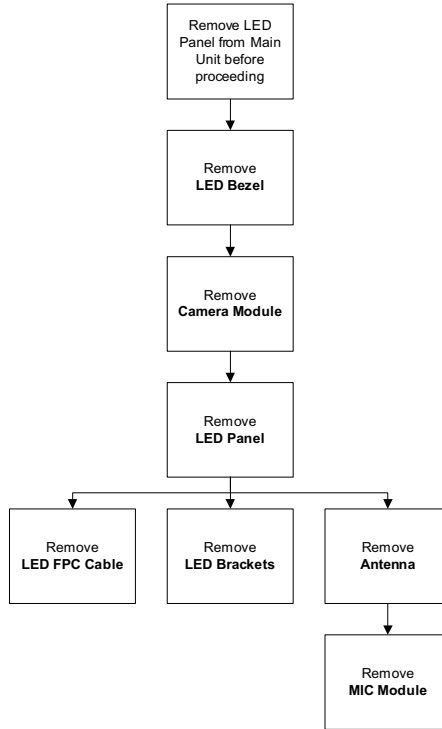 Remove LED
Panel from Main
Unit before
proceeding
Remove
LED Bezel
Remove
Camera Module
Remove
LED Panel
Remove
LED FPC Cable
Remove
LED Brackets
Remove
Antenna
Remove
MIC Module